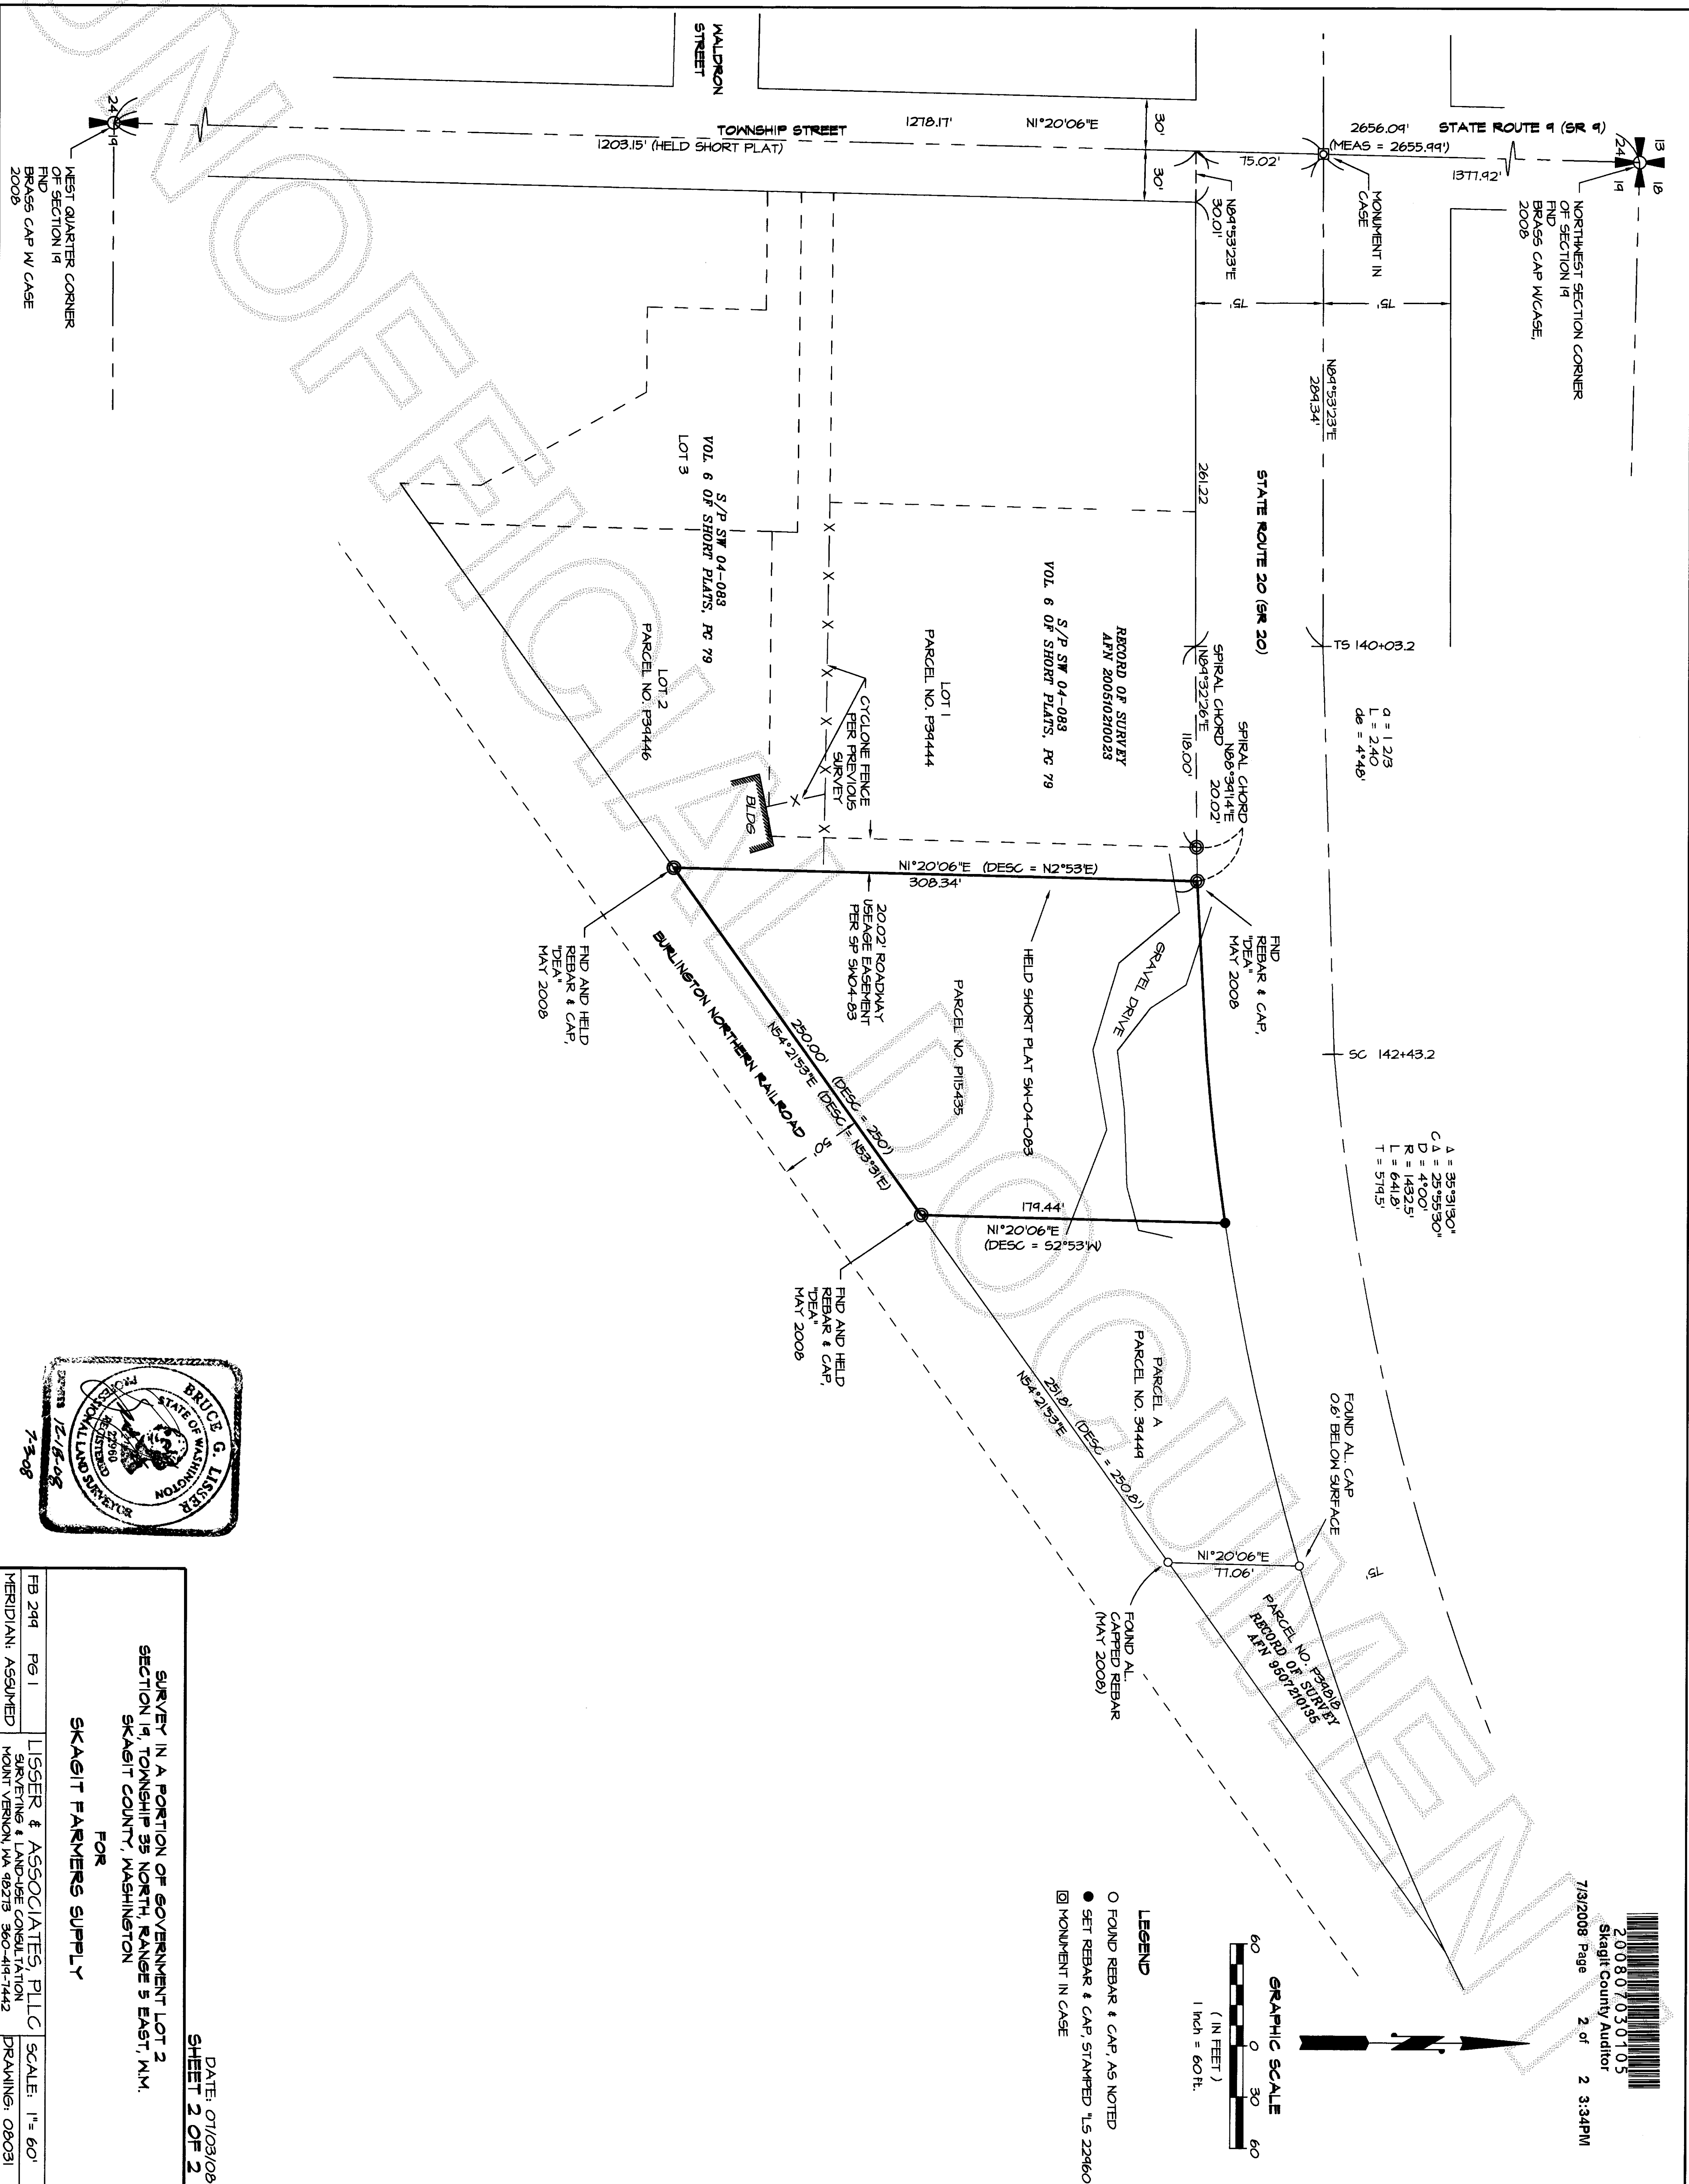 200807030105
Skagit County Auditor
7/3/2008 Page 2 of 2 3:34PM
UNOFFICIAL DOCUMENT
WALDRON
STREET
TOWNSHIP STREET
1278.17'
N1°20'06"E
1203.15' (HELD SHORT PLAT)
30'
30'
75.02'
2656.09'
(MEAS = 2655.99')
STATE ROUTE 9 (SR 9)
1377.92'
13
18
24
19
NORTHWEST SECTION CORNER
OF SECTION 19
FND
BRASS CAP W/CASE,
2008
24
19
WEST QUARTER CORNER
OF SECTION 19
FND
BRASS CAP W/ CASE
2008
MONUMENT IN
CASE
N89°53'23"E
30.01'
75'
75'
N89°53'23"E
289.34'
261.22
STATE ROUTE 20 (SR 20)
TS 140+03.2
a = 1 2/3
L = 2.40
de = 4°48'
SPIRAL CHORD
N89°32'26"E
118.00'
SPIRAL CHORD
N88°39'14"E
20.02'
SC 142+43.2
Δ = 35°31'30"
CΔ = 25°55'30"
D = 4°00'
R = 1432.5'
L = 641.8'
T = 579.5'
RECORD OF SURVEY
AFN 200510210023
S/P SW 04-083
VOL. 6 OF SHORT PLATS, PG 79
LOT 1
PARCEL NO. P39444
CYCLONE FENCE
PER PREVIOUS
SURVEY
S/P SW 04-083
VOL. 6 OF SHORT PLATS, PG 79
LOT 3
LOT 2
PARCEL NO. P39446
BLDG
N1°20'06"E (DESC = N2°53'E)
308.34'
20.02' ROADWAY
USEAGE EASEMENT
PER SP SW04-83
HELD SHORT PLAT SW-04-083
GRAVEL DRIVE
FND
REBAR & CAP,
"DEA"
MAY 2008
PARCEL NO. P115435
FND AND HELD
REBAR & CAP,
"DEA"
MAY 2008
250.00' (DESC = 250')
N54°21'53"E (DESC = N53°31'E)
BURLINGTON NORTHERN RAILROAD
50'
179.44'
N1°20'06"E
(DESC = S2°53'W)
FND AND HELD
REBAR & CAP,
"DEA"
MAY 2008
PARCEL A
PARCEL NO. 39449
251.8' (DESC = 250.8')
N54°21'53"E
FOUND AL. CAP
0.6' BELOW SURFACE
75'
N1°20'06"E
77.06'
FOUND AL.
CAPPED REBAR
(MAY 2008)
PARCEL NO. P39818
RECORD OF SURVEY
AFN 9507210135
GRAPHIC SCALE
60 0 30 60
( IN FEET )
1 inch = 60 ft.
LEGEND
FOUND REBAR & CAP, AS NOTED
SET REBAR & CAP, STAMPED "LS 22960
MONUMENT IN CASE
BRUCE G. LISSER
STATE OF WASHINGTON
22960
REGISTERED
PROFESSIONAL LAND SURVEYOR
EXPIRES 12-18-08
7-3-08
DATE: 07/03/08
SHEET 2 OF 2
SURVEY IN A PORTION OF GOVERNMENT LOT 2
SECTION 19, TOWNSHIP 35 NORTH, RANGE 5 EAST, W.M.
SKAGIT COUNTY, WASHINGTON
FOR
SKAGIT FARMERS SUPPLY
FB 299 PG 1
MERIDIAN: ASSUMED
LISSER & ASSOCIATES, PLLC
SURVEYING & LAND-USE CONSULTATION
MOUNT VERNON, WA 98273 360-419-7442
SCALE: 1"= 60'
DRAWING: 08031